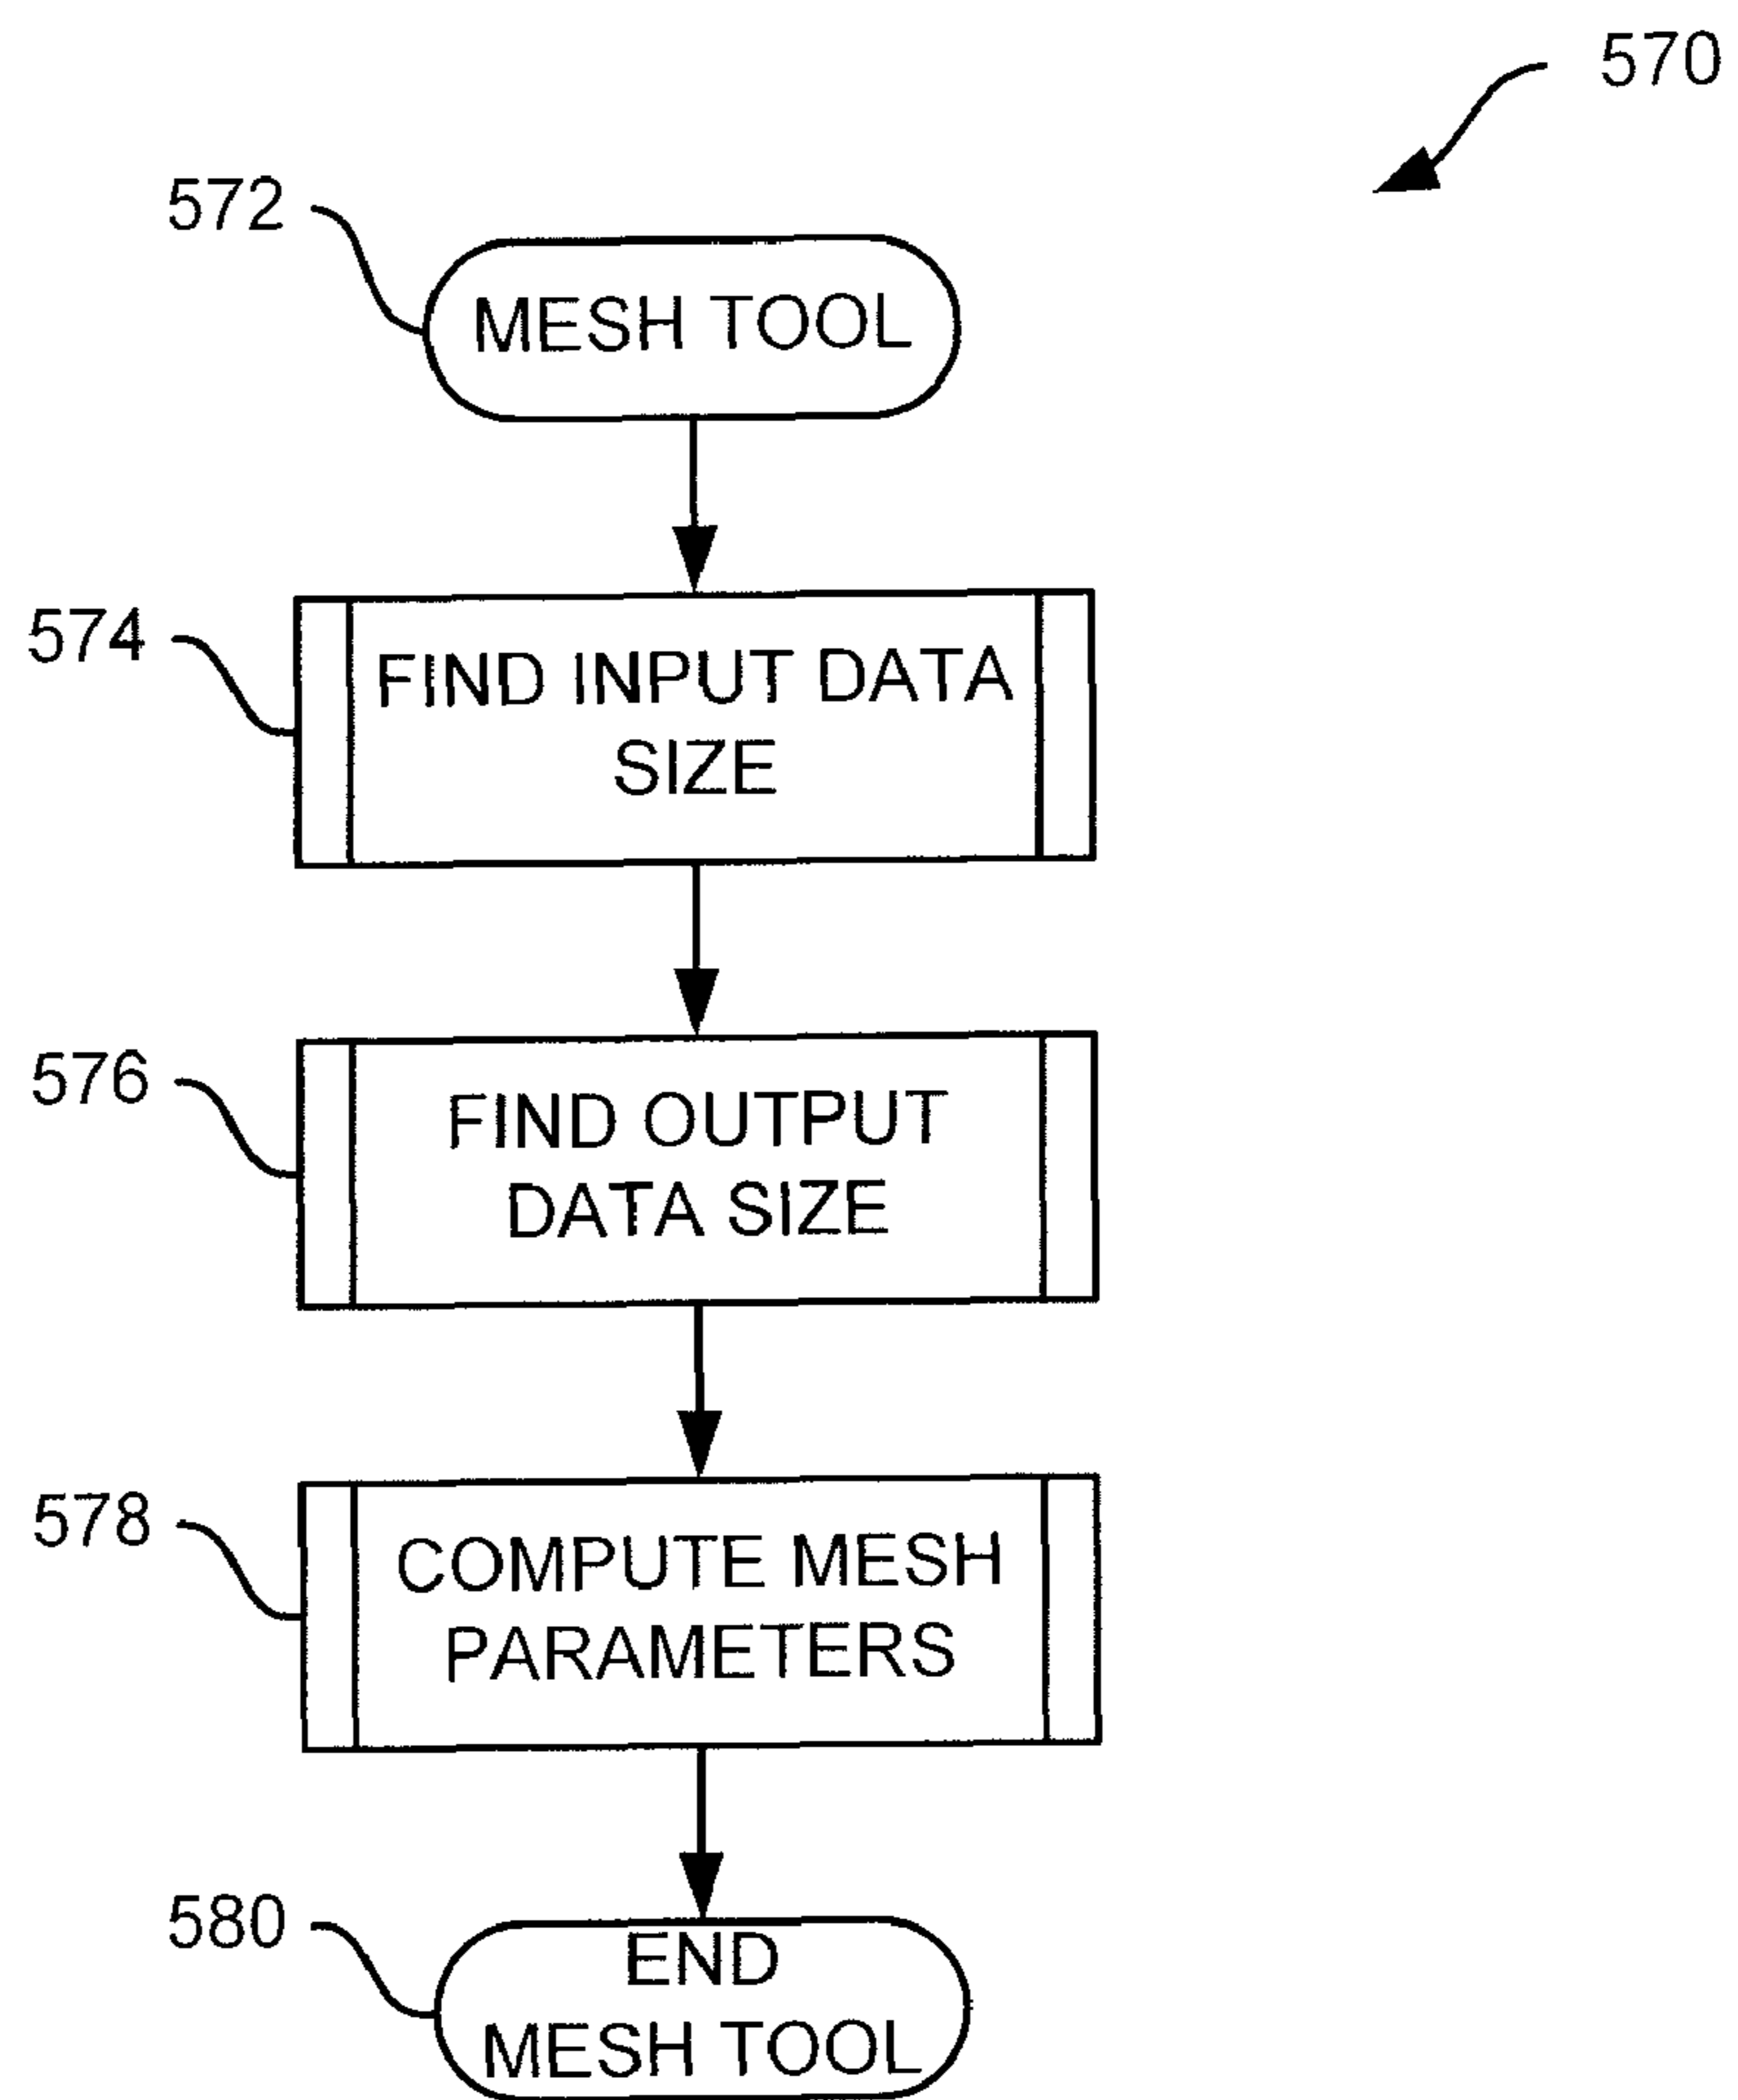 570
572
MESH TOOL
574
FIND INPUT DATA
SIZE
576
FIND OUTPUT
DATA SIZE
578
COMPUTE MESH
PARAMETERS
580
END
MESH TOOL